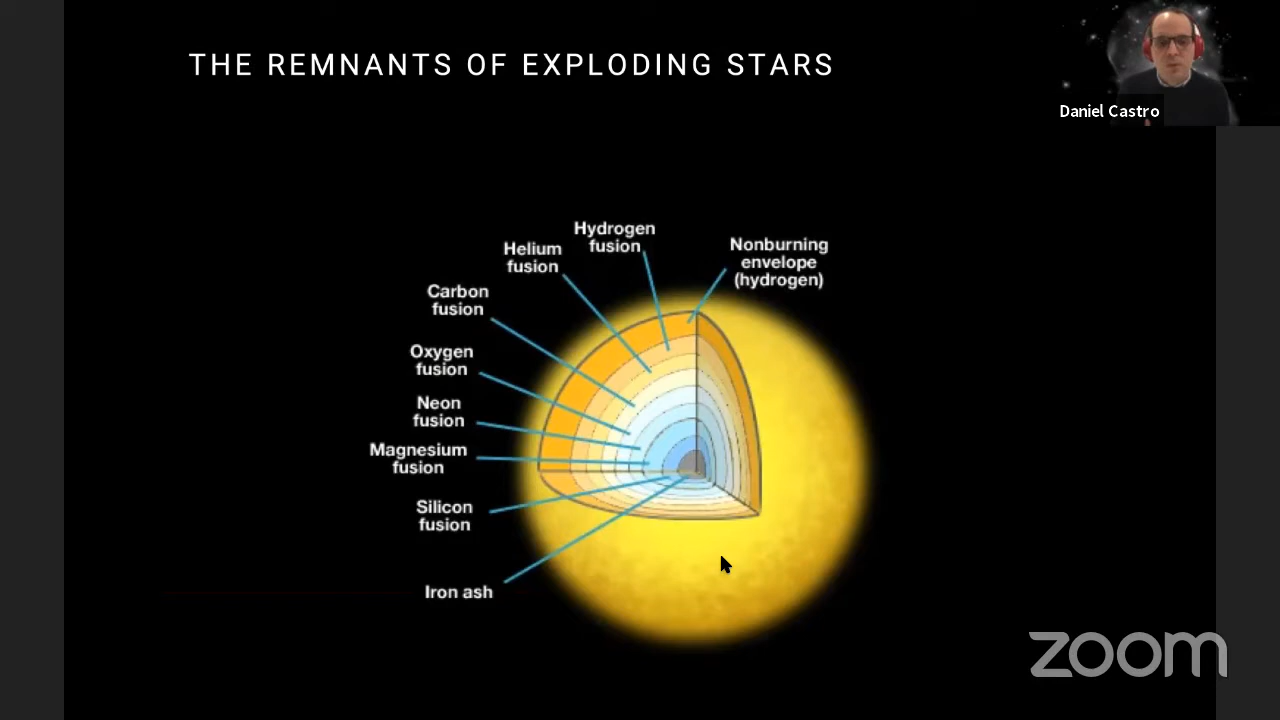 THE REMNANTS OF EXPLODING STARS
Daniel Castro
Hydrogen
fusion
Helium
fusion
Nonburning
envelope
(hydrogen)
Carbon
fusion
Oxygen
fusion
Neon
fusion
Magnesium
fusion
Silicon
fusion
Iron ash
zoom